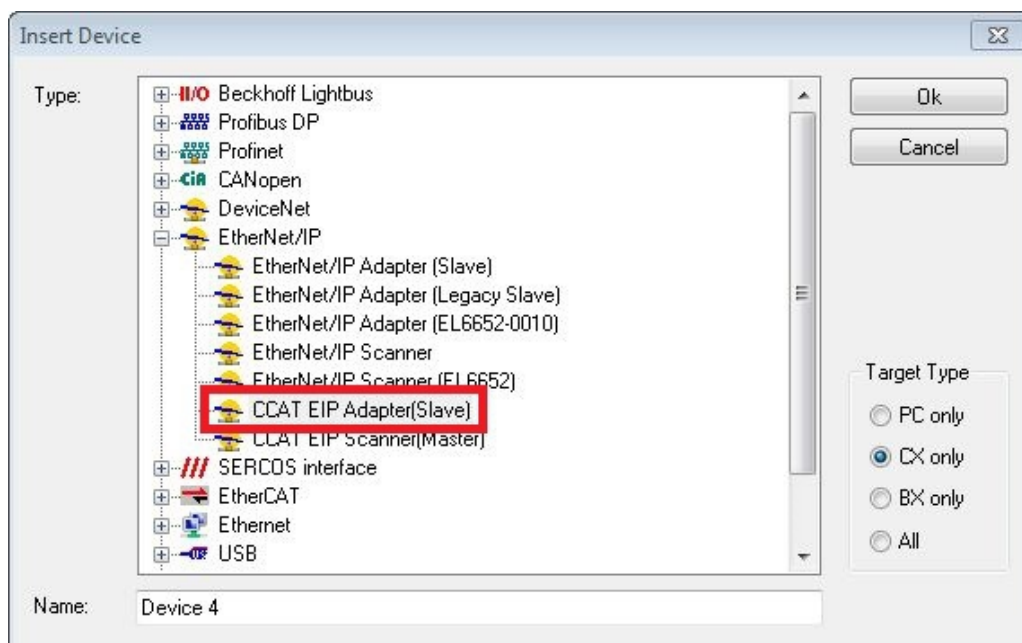 Insert Device
Type:
II/O Beckhoff Lightbus
Profibus DP
Profinet
CiA CANopen
DeviceNet
EtherNet/IP
EtherNet/IP Adapter (Slave)
EtherNet/IP Adapter (Legacy Slave)
EtherNet/IP Adapter (EL6652-0010)
EtherNet/IP Scanner
EtherNet/IP Scanner (EL6652)
CCAT EIP Adapter(Slave)
CCAT EIP Scanner(Master)
SERCOS interface
EtherCAT
Ethernet
USB
Ok
Cancel
Target Type
PC only
CX only
BX only
All
Name:
Device 4